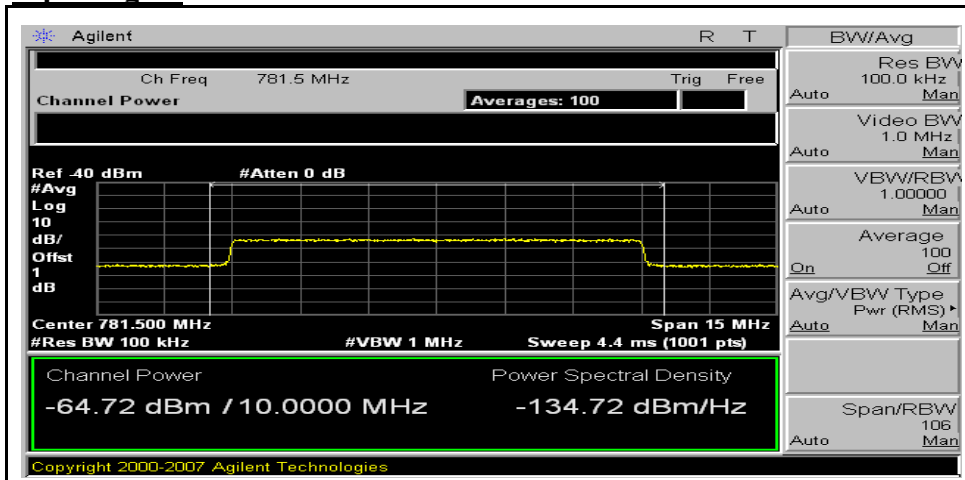 Agilent R T BW/Avg
Ch Freq 781.5 MHz Trig Free
Channel Power Averages: 100
Res BW
100.0 kHz
Auto Man
Video BW
1.0 MHz
Auto Man
VBW/RBW
1.00000
Auto Man
Average
100
On Off
Avg/VBW Type
Pwr (RMS)
Auto Man
Span/RBW
106
Auto Man
Ref -40 dBm #Atten 0 dB
#Avg
Log
10
dB/
Offst
1
dB
Center 781.500 MHz Span 15 MHz
#Res BW 100 kHz #VBW 1 MHz Sweep 4.4 ms (1001 pts)
Channel Power Power Spectral Density
-64.72 dBm / 10.0000 MHz -134.72 dBm/Hz
Copyright 2000-2007 Agilent Technologies